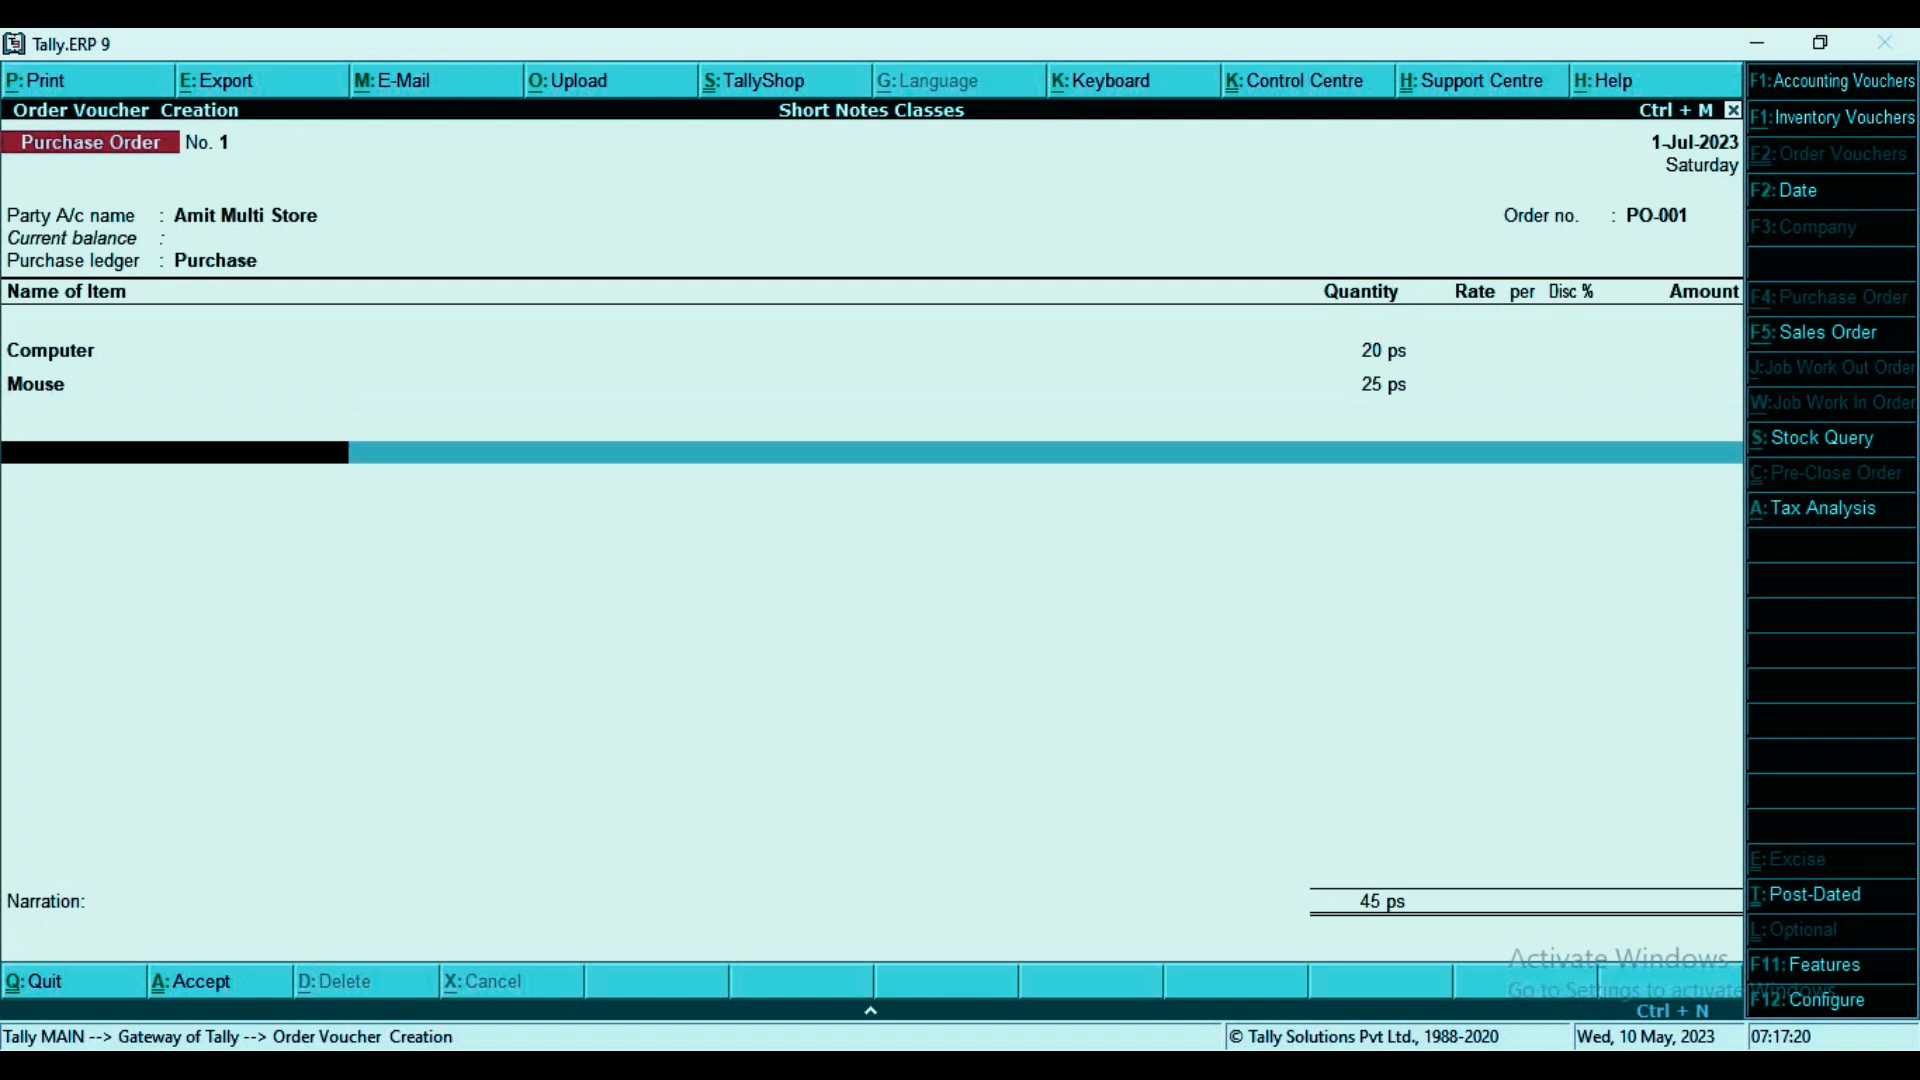 Tally.ERP 9
P: Print E: Export M: E-Mail O: Upload S: TallyShop G: Language K: Keyboard K: Control Centre H: Support Centre H: Help
F1: Accounting Vouchers
Order Voucher Creation Short Notes Classes Ctrl + M
F1: Inventory Vouchers
Purchase Order No. 1 1-Jul-2023
F2: Order Vouchers
Saturday
F2: Date
Party A/c name : Amit Multi Store Order no. : PO-001
F3: Company
Current balance :
Purchase ledger : Purchase
Name of Item Quantity Rate per Disc % Amount
F4: Purchase Order
F5: Sales Order
Computer 20 ps
J: Job Work Out Order
Mouse 25 ps
W: Job Work In Order
S: Stock Query
C: Pre-Close Order
A: Tax Analysis
E: Excise
Narration: 45 ps
T: Post-Dated
L: Optional
Activate Windows
F11: Features
Q: Quit A: Accept D: Delete X: Cancel
Go to Settings to activate Windows.
F12: Configure
Ctrl + N
Tally MAIN --> Gateway of Tally --> Order Voucher Creation © Tally Solutions Pvt Ltd., 1988-2020 Wed, 10 May, 2023 07:17:20